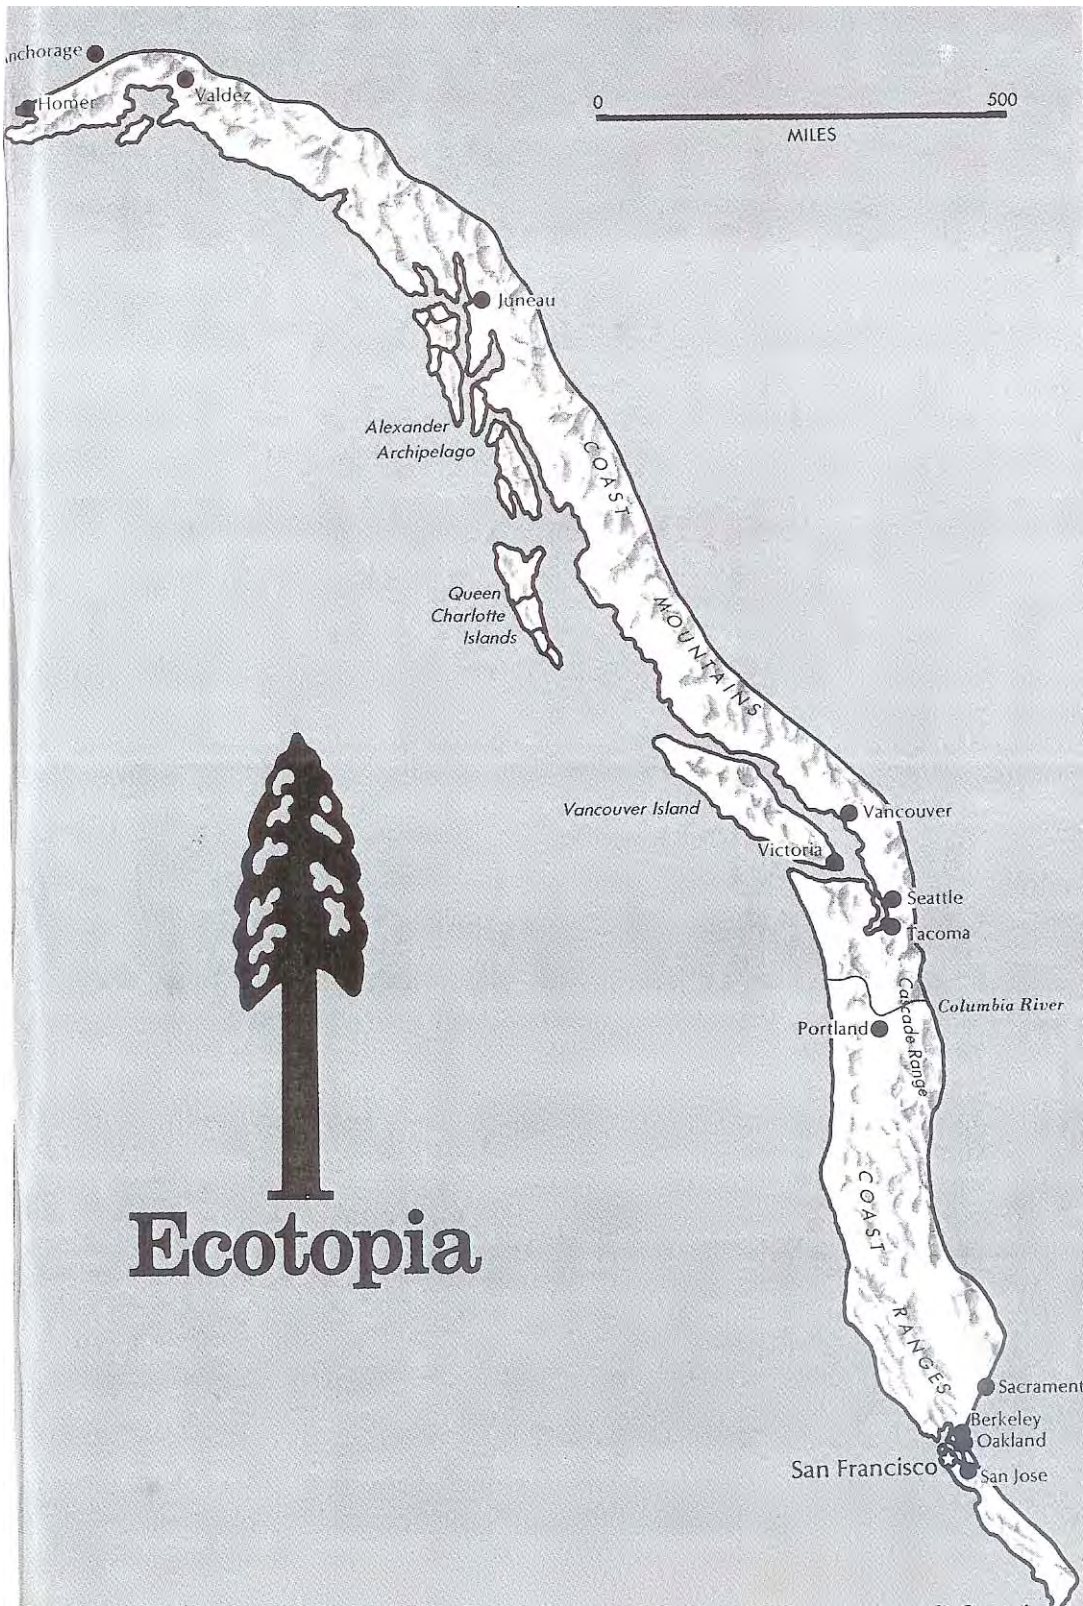 nchorage
Valdez
Homer
0 500
MILES
Juneau
Alexander
Archipelago
COAST
MOUNTAINS
Queen
Charlotte
Islands
Vancouver Island
Vancouver
Victoria
Seattle
Tacoma
Cascade Range
Columbia River
Portland
COAST
RANGES
Ecotopia
Sacrament
Berkeley
Oakland
San Francisco
San Jose